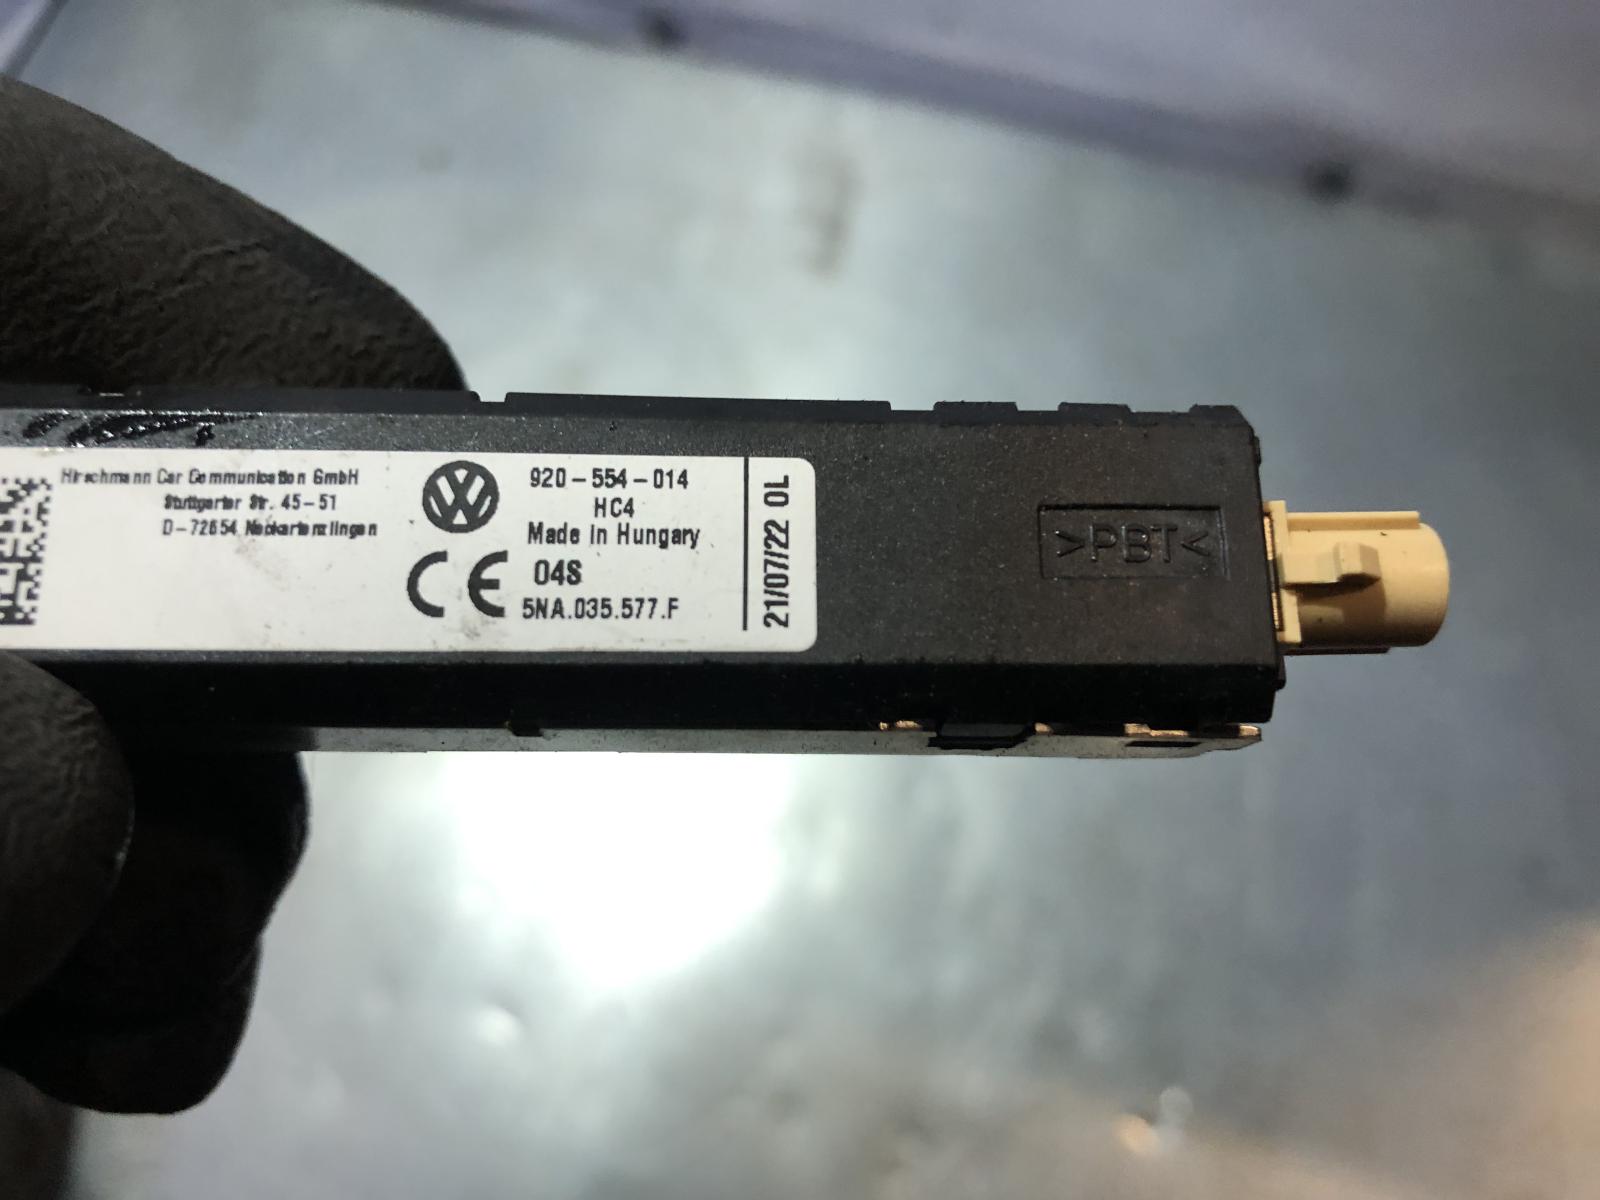 Hirschmann Car Communication GmbH
Stuttgarter Str. 45-51
D-72654 Neckartenzlingen
920-554-014
HC4
Made in Hungary
04S
5NA.035.577.F
CE
21/07/22 0L
>PBT<